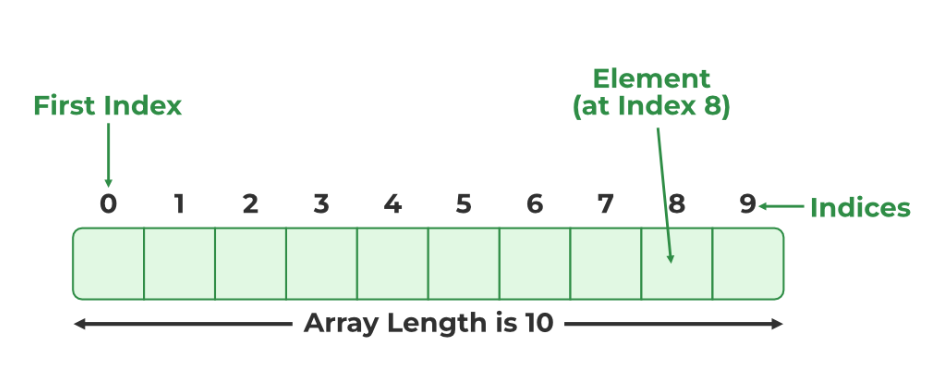 Element
First Index
(at Index 8)
0 1 2 3 4 5 6 7 8 9
Indices
Array Length is 10